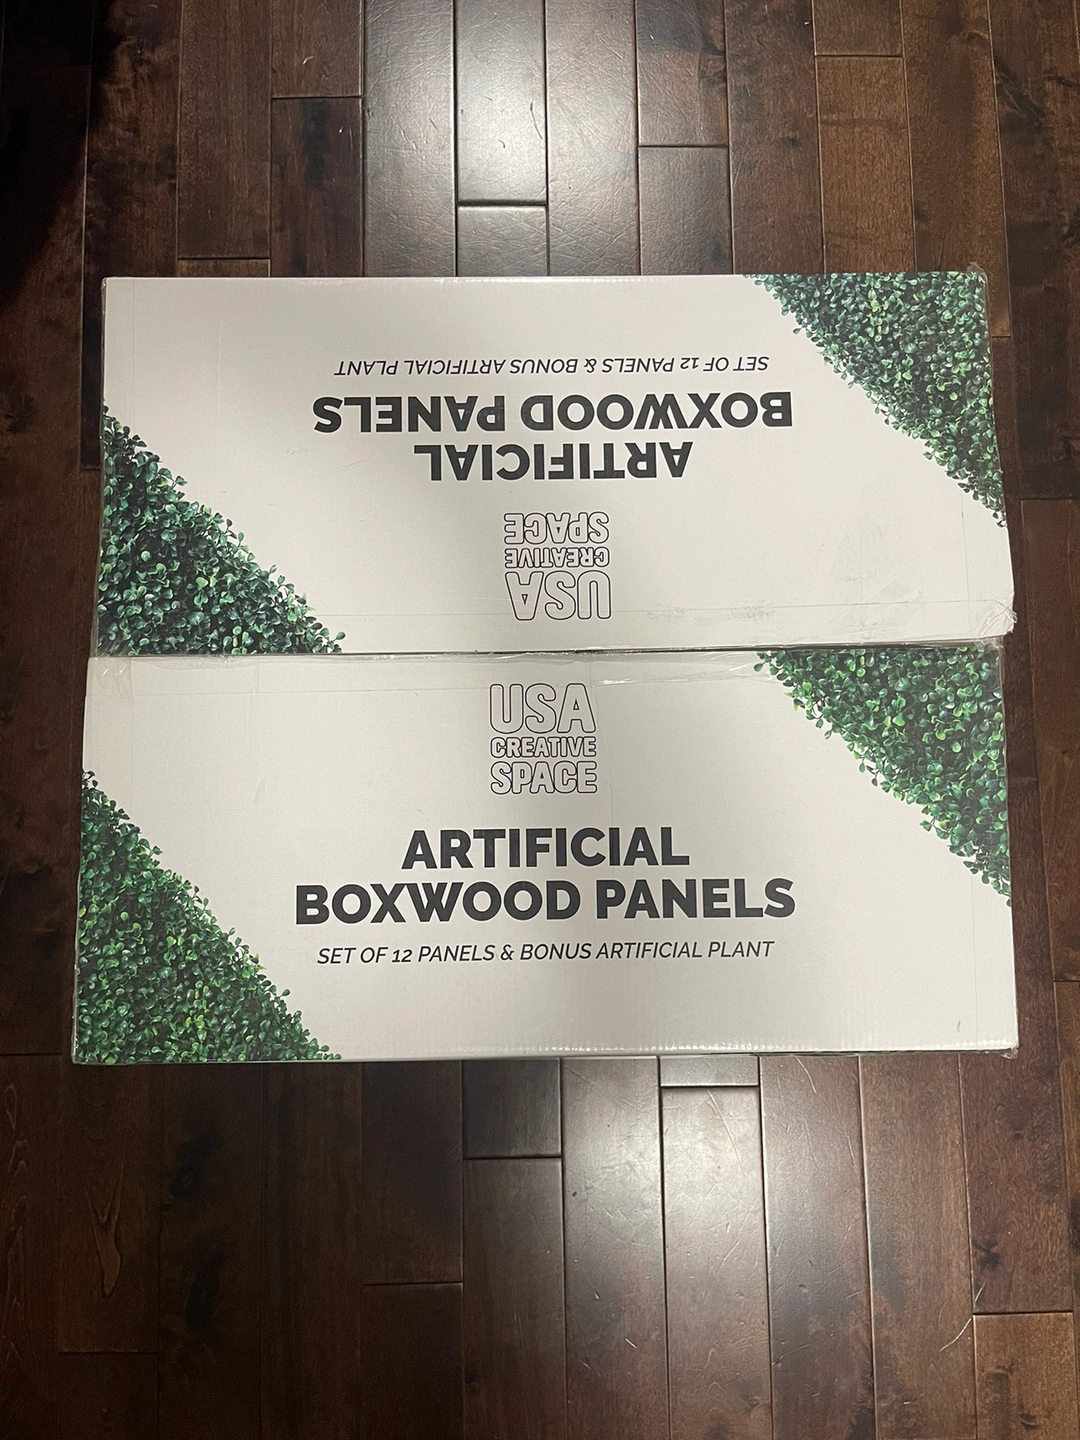 SET OF 12 PANELS & BONUS ARTIFICIAL PLANT
BOXWOOD PANELS
ARTIFICIAL
SPACE
CREATIVE
USA
USA
CREATIVE
SPACE
ARTIFICIAL
BOXWOOD PANELS
SET OF 12 PANELS & BONUS ARTIFICIAL PLANT